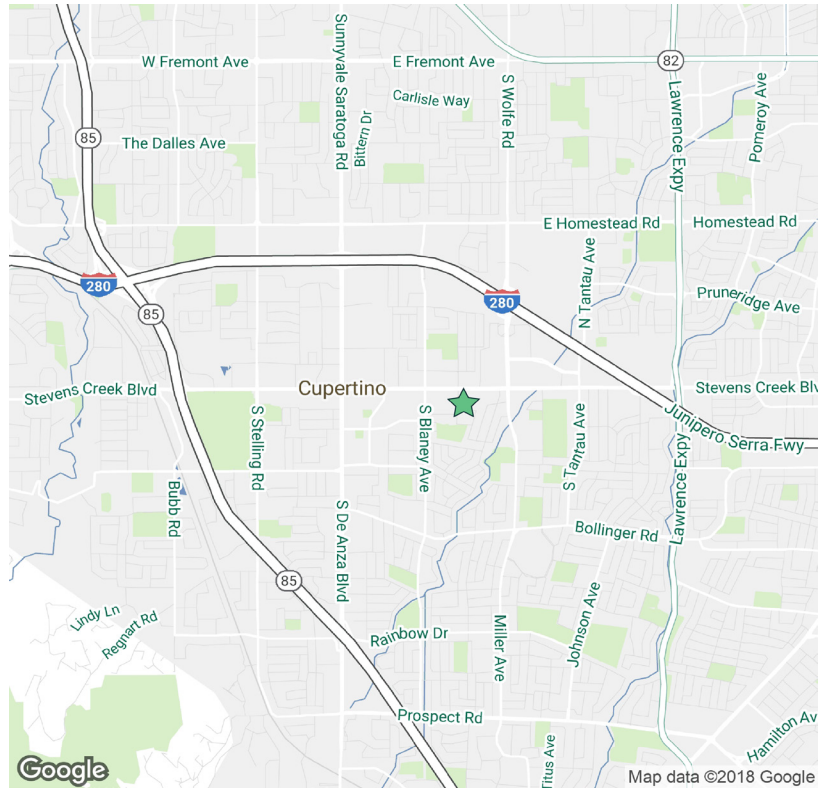 W Fremont Ave
E Fremont Ave
82
Sunnyvale Saratoga Rd
Carlisle Way
S Wolfe Rd
Lawrence Expy
Pomeroy Ave
85
The Dalles Ave
Bittern Dr
E Homestead Rd
Homestead Rd
N Tantau Ave
280
280
Pruneridge Ave
85
Stevens Creek Blvd
Cupertino
Stevens Creek Blv
S Stelling Rd
S Blaney Ave
S Tantau Ave
Junipero Serra Fwy
Lawrence Expy
Bubb Rd
S De Anza Blvd
Bollinger Rd
85
Lindy Ln
Regnart Rd
Rainbow Dr
Miller Ave
Johnson Ave
Prospect Rd
Titus Ave
Hamilton Av
Google
Map data ©2018 Google